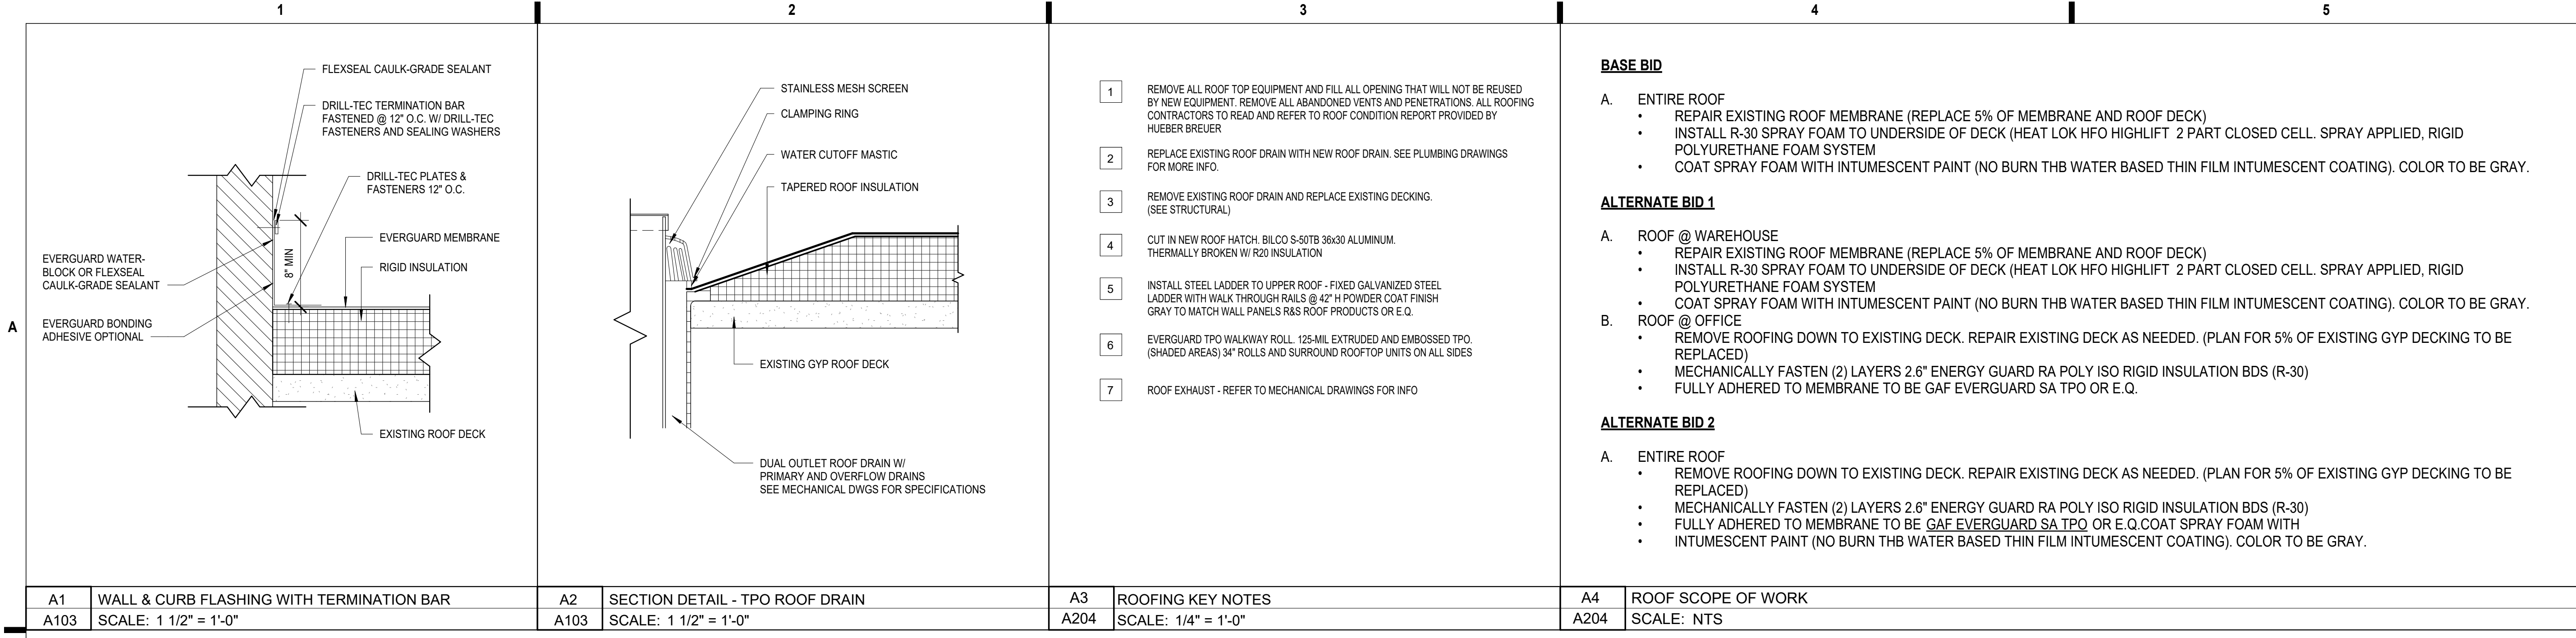 1
2
3
4
5
A
FLEXSEAL CAULK-GRADE SEALANT
DRILL-TEC TERMINATION BAR
FASTENED @ 12" O.C. W/ DRILL-TEC
FASTENERS AND SEALING WASHERS
DRILL-TEC PLATES &
FASTENERS 12" O.C.
EVERGUARD MEMBRANE
RIGID INSULATION
8" MIN
EVERGUARD WATER-
BLOCK OR FLEXSEAL
CAULK-GRADE SEALANT
EVERGUARD BONDING
ADHESIVE OPTIONAL
EXISTING ROOF DECK
A1
WALL & CURB FLASHING WITH TERMINATION BAR
A103
SCALE: 1 1/2" = 1'-0"
STAINLESS MESH SCREEN
CLAMPING RING
WATER CUTOFF MASTIC
TAPERED ROOF INSULATION
EXISTING GYP ROOF DECK
DUAL OUTLET ROOF DRAIN W/
PRIMARY AND OVERFLOW DRAINS
SEE MECHANICAL DWGS FOR SPECIFICATIONS
A2
SECTION DETAIL - TPO ROOF DRAIN
A103
SCALE: 1 1/2" = 1'-0"
1
REMOVE ALL ROOF TOP EQUIPMENT AND FILL ALL OPENING THAT WILL NOT BE REUSED
BY NEW EQUIPMENT. REMOVE ALL ABANDONED VENTS AND PENETRATIONS. ALL ROOFING
CONTRACTORS TO READ AND REFER TO ROOF CONDITION REPORT PROVIDED BY
HUEBER BREUER
2
REPLACE EXISTING ROOF DRAIN WITH NEW ROOF DRAIN. SEE PLUMBING DRAWINGS
FOR MORE INFO.
3
REMOVE EXISTING ROOF DRAIN AND REPLACE EXISTING DECKING.
(SEE STRUCTURAL)
4
CUT IN NEW ROOF HATCH. BILCO S-50TB 36x30 ALUMINUM.
THERMALLY BROKEN W/ R20 INSULATION
5
INSTALL STEEL LADDER TO UPPER ROOF - FIXED GALVANIZED STEEL
LADDER WITH WALK THROUGH RAILS @ 42" H POWDER COAT FINISH
GRAY TO MATCH WALL PANELS R&S ROOF PRODUCTS OR E.Q.
6
EVERGUARD TPO WALKWAY ROLL. 125-MIL EXTRUDED AND EMBOSSED TPO.
(SHADED AREAS) 34" ROLLS AND SURROUND ROOFTOP UNITS ON ALL SIDES
7
ROOF EXHAUST - REFER TO MECHANICAL DRAWINGS FOR INFO
A3
ROOFING KEY NOTES
A204
SCALE: 1/4" = 1'-0"
BASE BID
A. ENTIRE ROOF
• REPAIR EXISTING ROOF MEMBRANE (REPLACE 5% OF MEMBRANE AND ROOF DECK)
• INSTALL R-30 SPRAY FOAM TO UNDERSIDE OF DECK (HEAT LOK HFO HIGHLIFT 2 PART CLOSED CELL. SPRAY APPLIED, RIGID
POLYURETHANE FOAM SYSTEM
• COAT SPRAY FOAM WITH INTUMESCENT PAINT (NO BURN THB WATER BASED THIN FILM INTUMESCENT COATING). COLOR TO BE GRAY.
ALTERNATE BID 1
A. ROOF @ WAREHOUSE
• REPAIR EXISTING ROOF MEMBRANE (REPLACE 5% OF MEMBRANE AND ROOF DECK)
• INSTALL R-30 SPRAY FOAM TO UNDERSIDE OF DECK (HEAT LOK HFO HIGHLIFT 2 PART CLOSED CELL. SPRAY APPLIED, RIGID
POLYURETHANE FOAM SYSTEM
• COAT SPRAY FOAM WITH INTUMESCENT PAINT (NO BURN THB WATER BASED THIN FILM INTUMESCENT COATING). COLOR TO BE GRAY.
B. ROOF @ OFFICE
• REMOVE ROOFING DOWN TO EXISTING DECK. REPAIR EXISTING DECK AS NEEDED. (PLAN FOR 5% OF EXISTING GYP DECKING TO BE
REPLACED)
• MECHANICALLY FASTEN (2) LAYERS 2.6" ENERGY GUARD RA POLY ISO RIGID INSULATION BDS (R-30)
• FULLY ADHERED TO MEMBRANE TO BE GAF EVERGUARD SA TPO OR E.Q.
ALTERNATE BID 2
A. ENTIRE ROOF
• REMOVE ROOFING DOWN TO EXISTING DECK. REPAIR EXISTING DECK AS NEEDED. (PLAN FOR 5% OF EXISTING GYP DECKING TO BE
REPLACED)
• MECHANICALLY FASTEN (2) LAYERS 2.6" ENERGY GUARD RA POLY ISO RIGID INSULATION BDS (R-30)
• FULLY ADHERED TO MEMBRANE TO BE GAF EVERGUARD SA TPO OR E.Q.COAT SPRAY FOAM WITH
• INTUMESCENT PAINT (NO BURN THB WATER BASED THIN FILM INTUMESCENT COATING). COLOR TO BE GRAY.
A4
ROOF SCOPE OF WORK
A204
SCALE: NTS